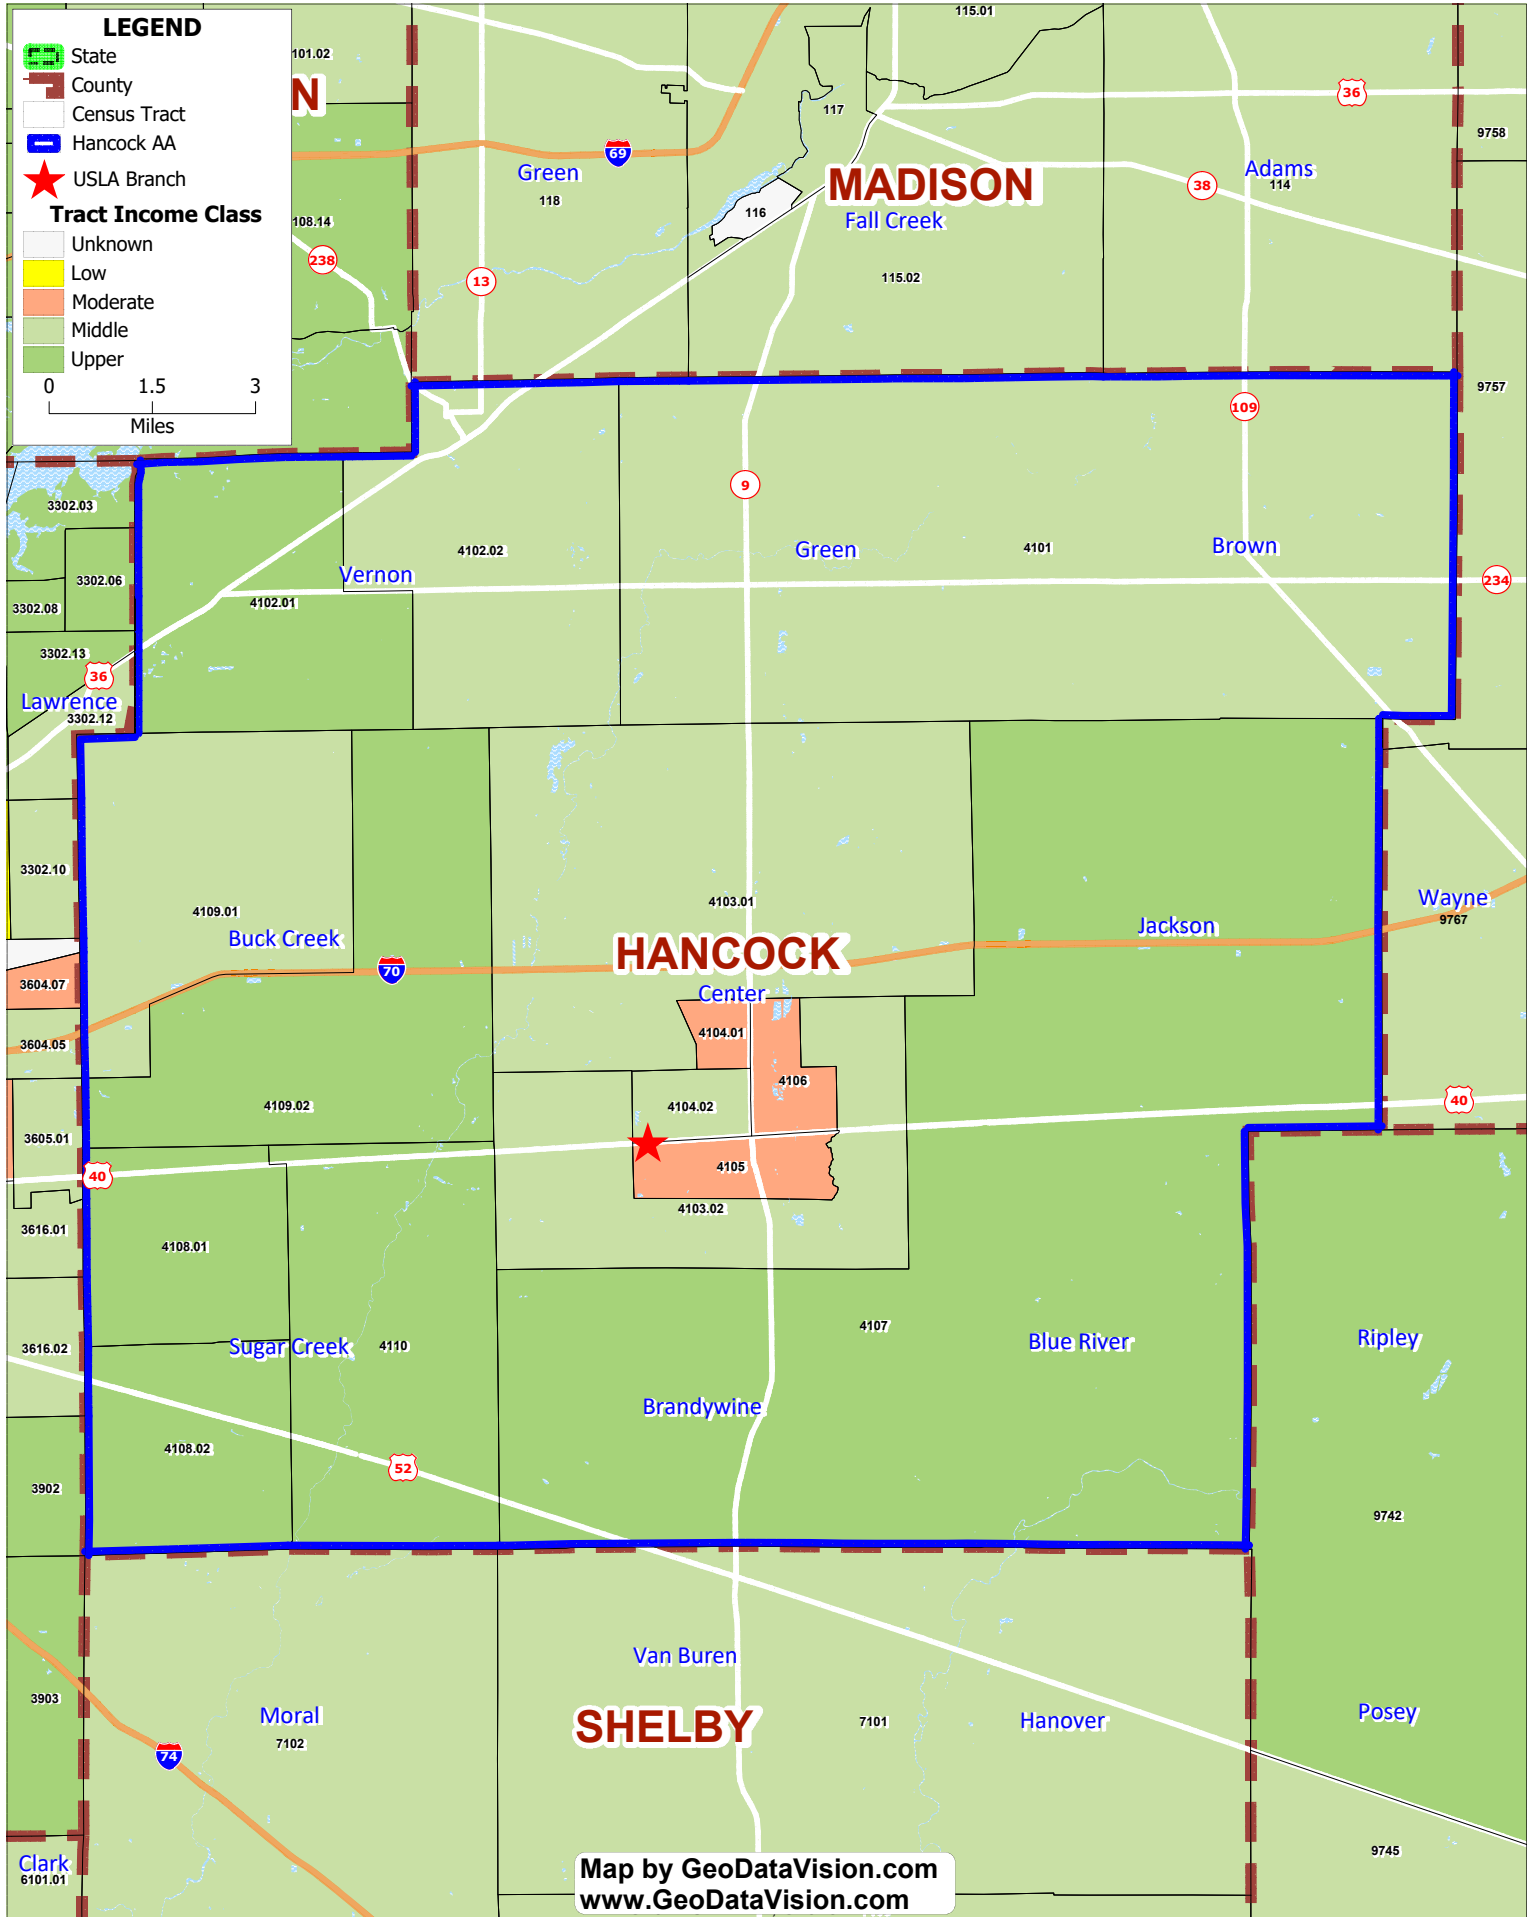 LEGEND
State
County
Census Tract
Hancock AA
USLA Branch
Tract Income Class
Unknown
Low
Moderate
Middle
Upper
0 1.5 3
Miles
101.02
N
108.14
238
115.01
117
36
9758
69
Green
118
MADISON
Adams
114
38
116
Fall Creek
13
115.02
9757
109
3302.03
9
4102.02
Green
4101
Brown
3302.06
Vernon
234
3302.08
4102.01
3302.13
36
Lawrence
3302.12
3302.10
4109.01
4103.01
Wayne
9767
Buck Creek
Jackson
HANCOCK
70
3604.07
Center
4104.01
3604.05
4106
4109.02
4104.02
40
3605.01
40
4105
4103.02
3616.01
4108.01
4107
3616.02
Sugar Creek
4110
Blue River
Ripley
Brandywine
4108.02
52
3902
9742
Van Buren
3903
Moral
SHELBY
7101
Hanover
Posey
7102
74
Clark
6101.01
9745
Map by GeoDataVision.com
www.GeoDataVision.com